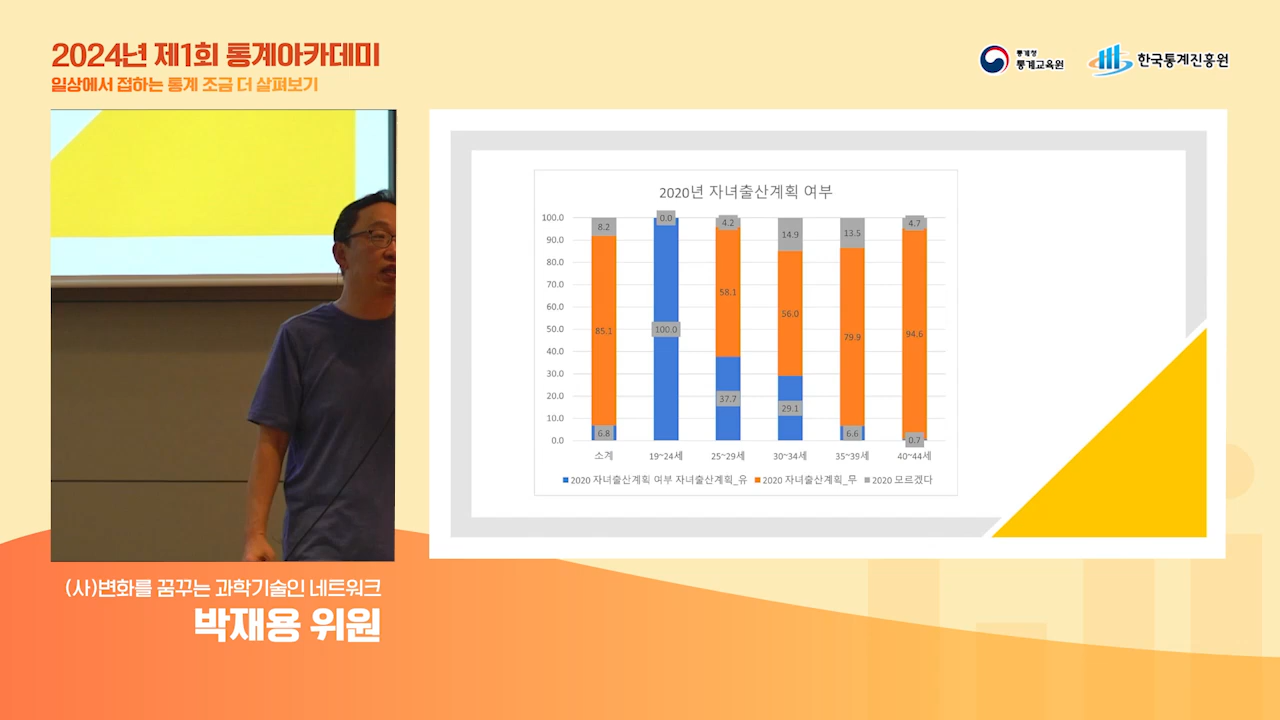 2024년 제1회 통계아카데미
일상에서 접하는 통계 조금 더 살펴보기
통계청
통계교육원
한국통계진흥원
2020년 자녀출산계획 여부
100.0
90.0
80.0
70.0
60.0
50.0
40.0
30.0
20.0
10.0
0.0
8.2 0.0 4.2 14.9 13.5 4.7
85.1 100.0 58.1 56.0 79.9 94.6
6.8 37.7 29.1 6.6 0.7
소계 19~24세 25~29세 30~34세 35~39세 40~44세
2020 자녀출산계획 여부 자녀출산계획_유 2020 자녀출산계획_무 2020 모르겠다
(사)변화를 꿈꾸는 과학기술인 네트워크
박재용 위원